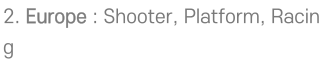 2. Europe : Shooter, Platform, Racin
g